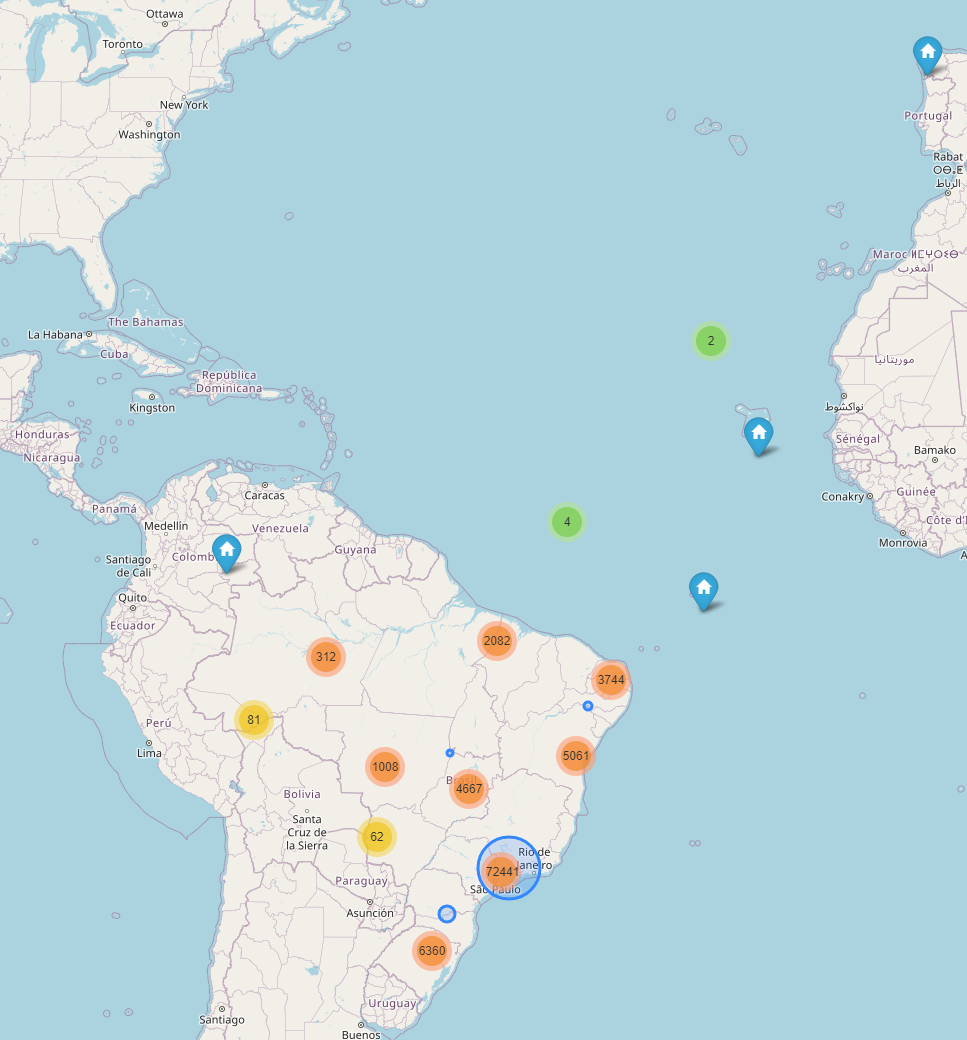 Ottawa
Toronto
New York
Washington
Portugal
Rabat
ⵔⴱⴰⵟ
الرباط
Maroc ⵍⵎⵖⵔⵉⴱ
المغرب
The Bahamas
La Habana
Cuba
2
موريتانيا
República
Dominicana
Kingston
نواكشوط
Honduras
Sénégal
Nicaragua
Bamako
Caracas
Guinée
Panamá
Conakry
Medellín
Venezuela
4
Côte d'I
Colomb
Guyana
Monrovia
Santiago
de Cali
A
Quito
Ecuador
2082
312
3744
81
Perú
Lima
5061
1008
Brasil
4667
Bolivia
Santa
Cruz de
la Sierra
62
Rio de
Janeiro
72441
Paraguay
São Paulo
Asunción
6360
Uruguay
Santiago
Buenos